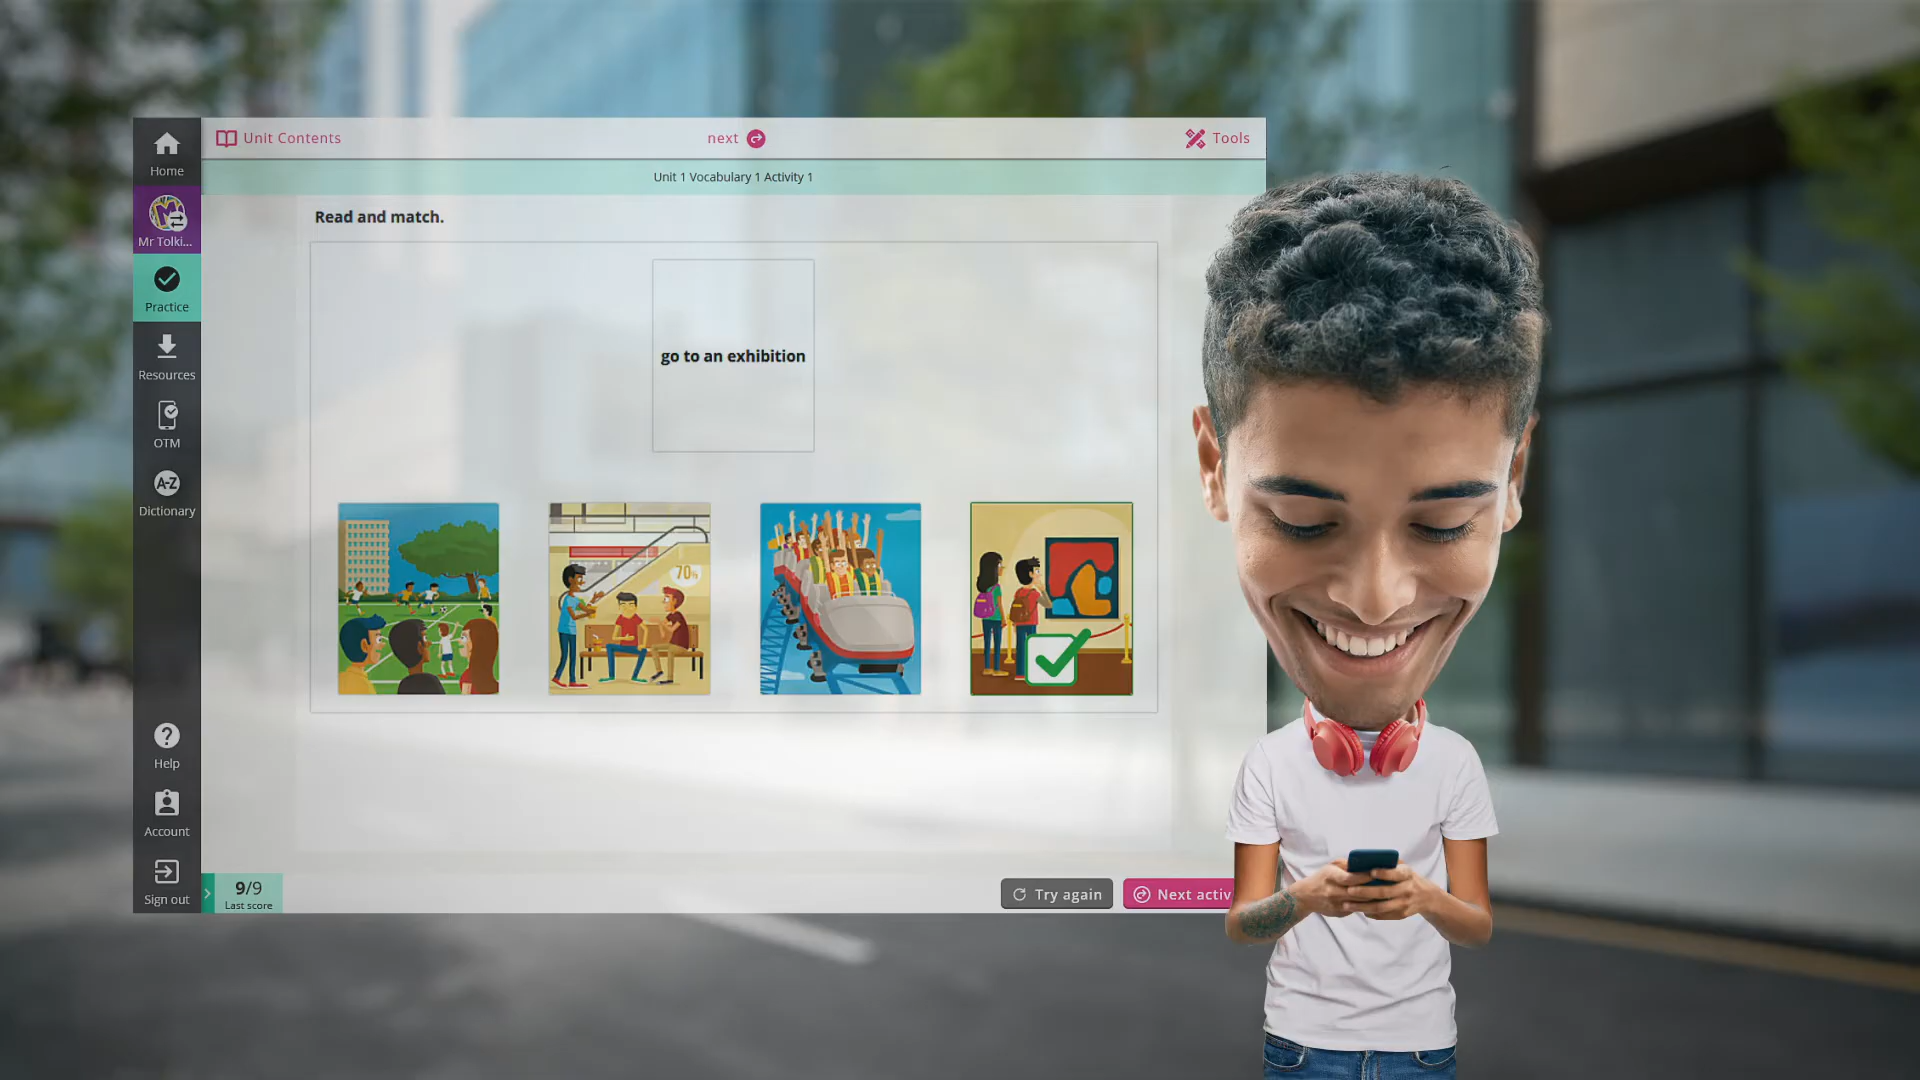 Unit Contents
next
Tools
Unit 1 Vocabulary 1 Activity 1
Home
Mr Tolki...
Practice
Resources
OTM
A-Z
Dictionary
Help
Account
Sign out
Read and match.
go to an exhibition
70%
9/9
Last score
Try again
Next activ